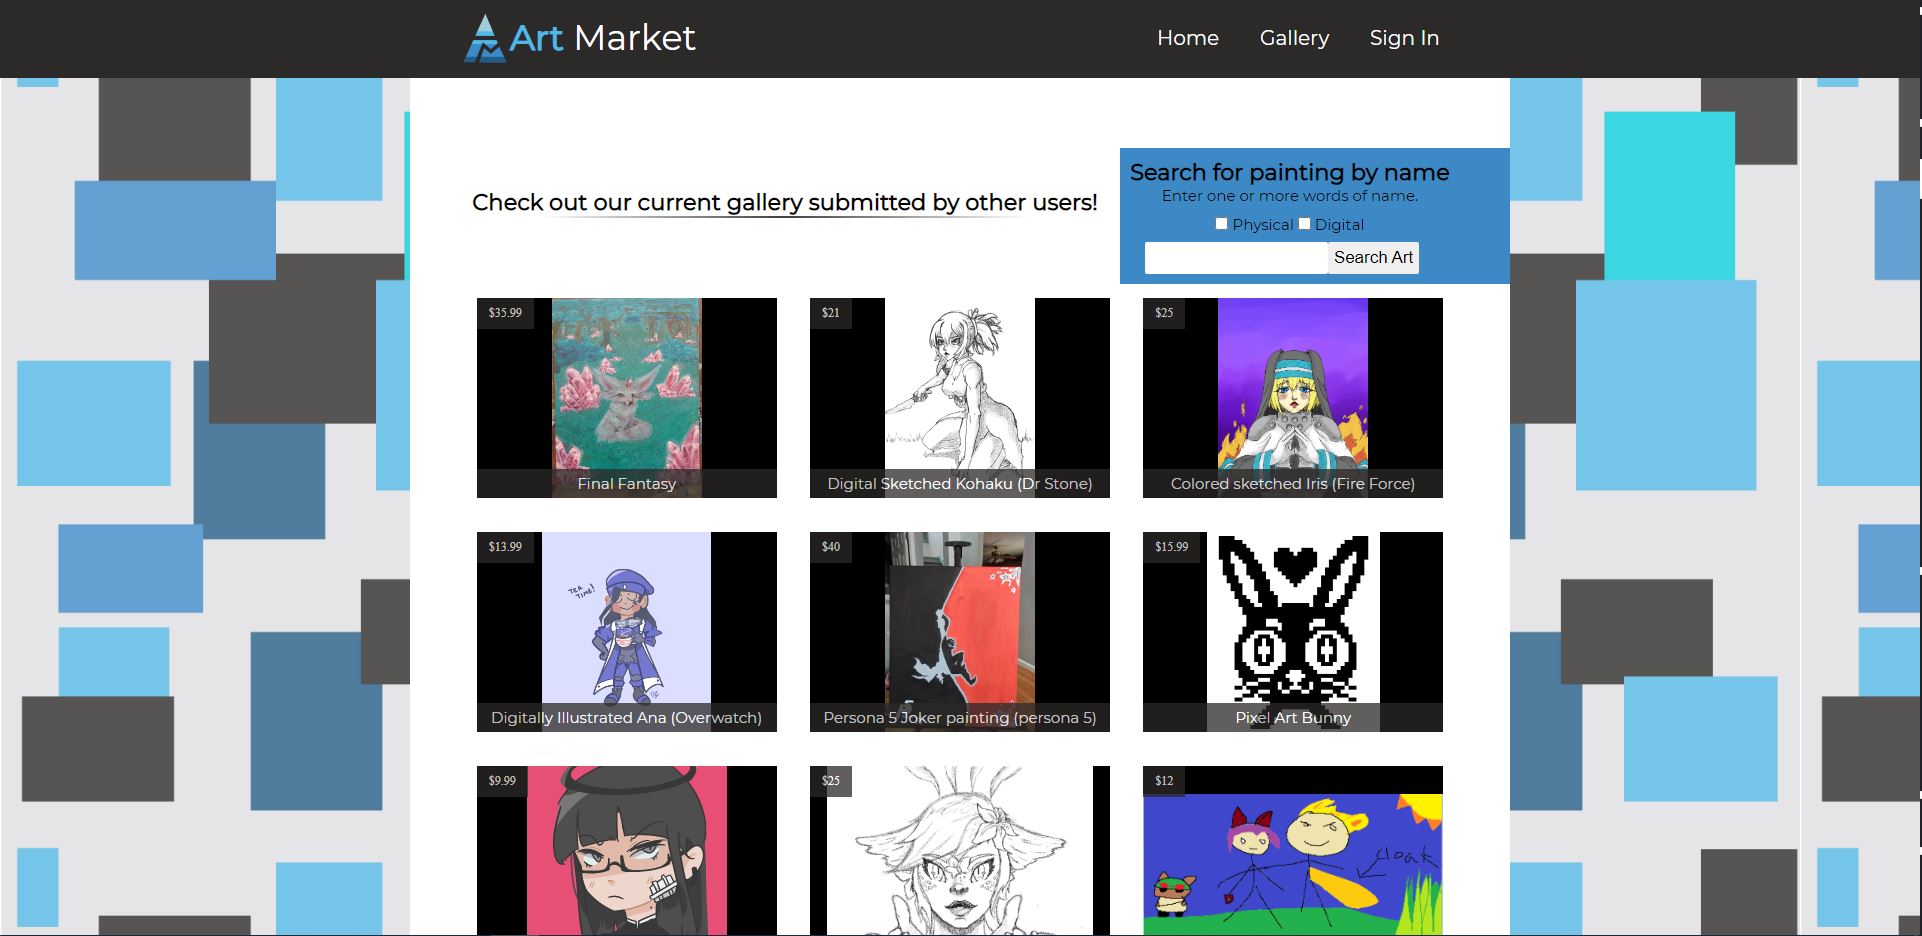 Art Market
Home
Gallery
Sign In
Check out our current gallery submitted by other users!
Search for painting by name
Enter one or more words of name.
Physical Digital
Search Art
$35.99
Final Fantasy
$21
Digital Sketched Kohaku (Dr Stone)
$25
Colored sketched Iris (Fire Force)
$13.99
TEA
TIME!
Digitally Illustrated Ana (Overwatch)
$40
Persona 5 Joker painting (persona 5)
$15.99
Pixel Art Bunny
$9.99
$25
$12
cloak